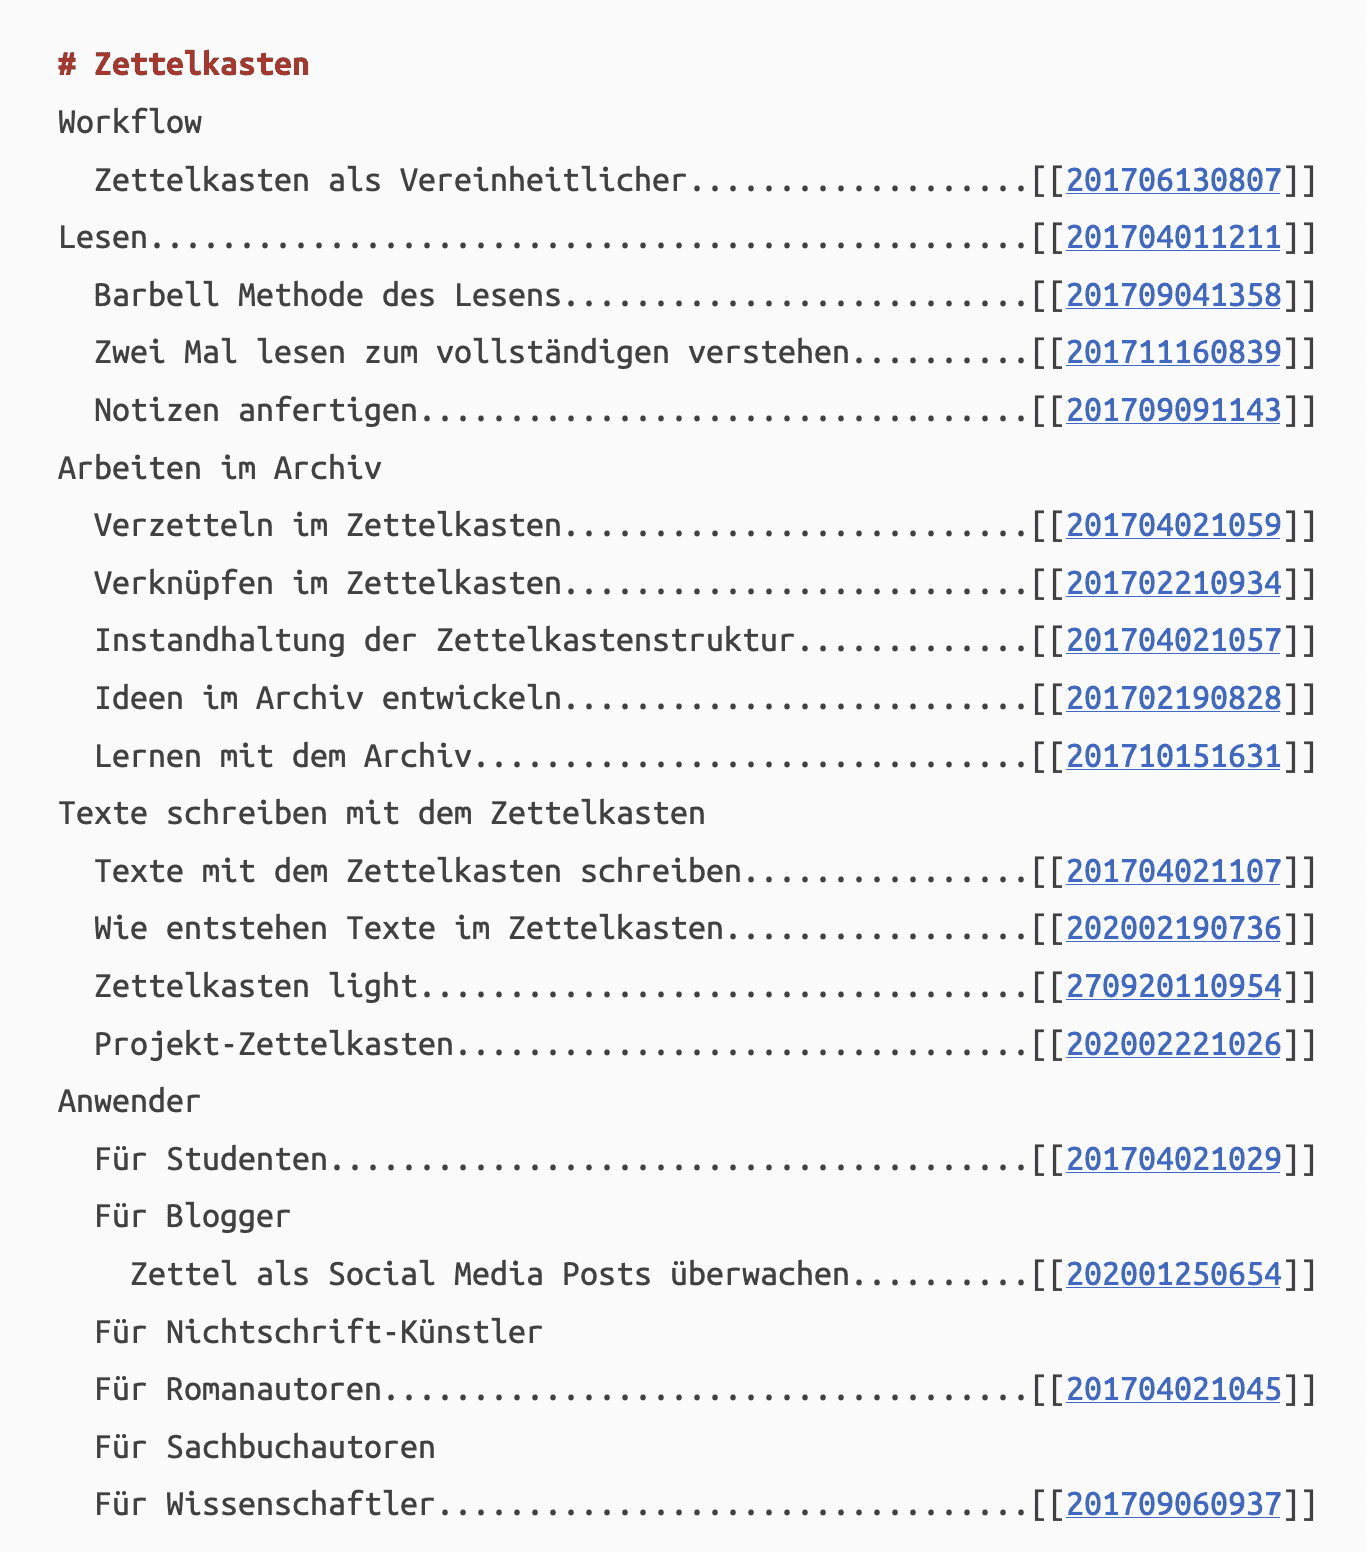 # Zettelkasten
Workflow
  Zettelkasten als Vereinheitlicher...................[[201706130807]]
Lesen.................................................[[201704011211]]
  Barbell Methode des Lesens..........................[[201709041358]]
  Zwei Mal lesen zum vollständigen verstehen..........[[201711160839]]
  Notizen anfertigen..................................[[201709091143]]
Arbeiten im Archiv
  Verzetteln im Zettelkasten..........................[[201704021059]]
  Verknüpfen im Zettelkasten..........................[[201702210934]]
  Instandhaltung der Zettelkastenstruktur.............[[201704021057]]
  Ideen im Archiv entwickeln..........................[[201702190828]]
  Lernen mit dem Archiv...............................[[201710151631]]
Texte schreiben mit dem Zettelkasten
  Texte mit dem Zettelkasten schreiben................[[201704021107]]
  Wie entstehen Texte im Zettelkasten.................[[202002190736]]
  Zettelkasten light..................................[[270920110954]]
  Projekt-Zettelkasten................................[[202002221026]]
Anwender
  Für Studenten.......................................[[201704021029]]
  Für Blogger
    Zettel als Social Media Posts überwachen..........[[202001250654]]
  Für Nichtschrift-Künstler
  Für Romanautoren....................................[[201704021045]]
  Für Sachbuchautoren
  Für Wissenschaftler.................................[[201709060937]]